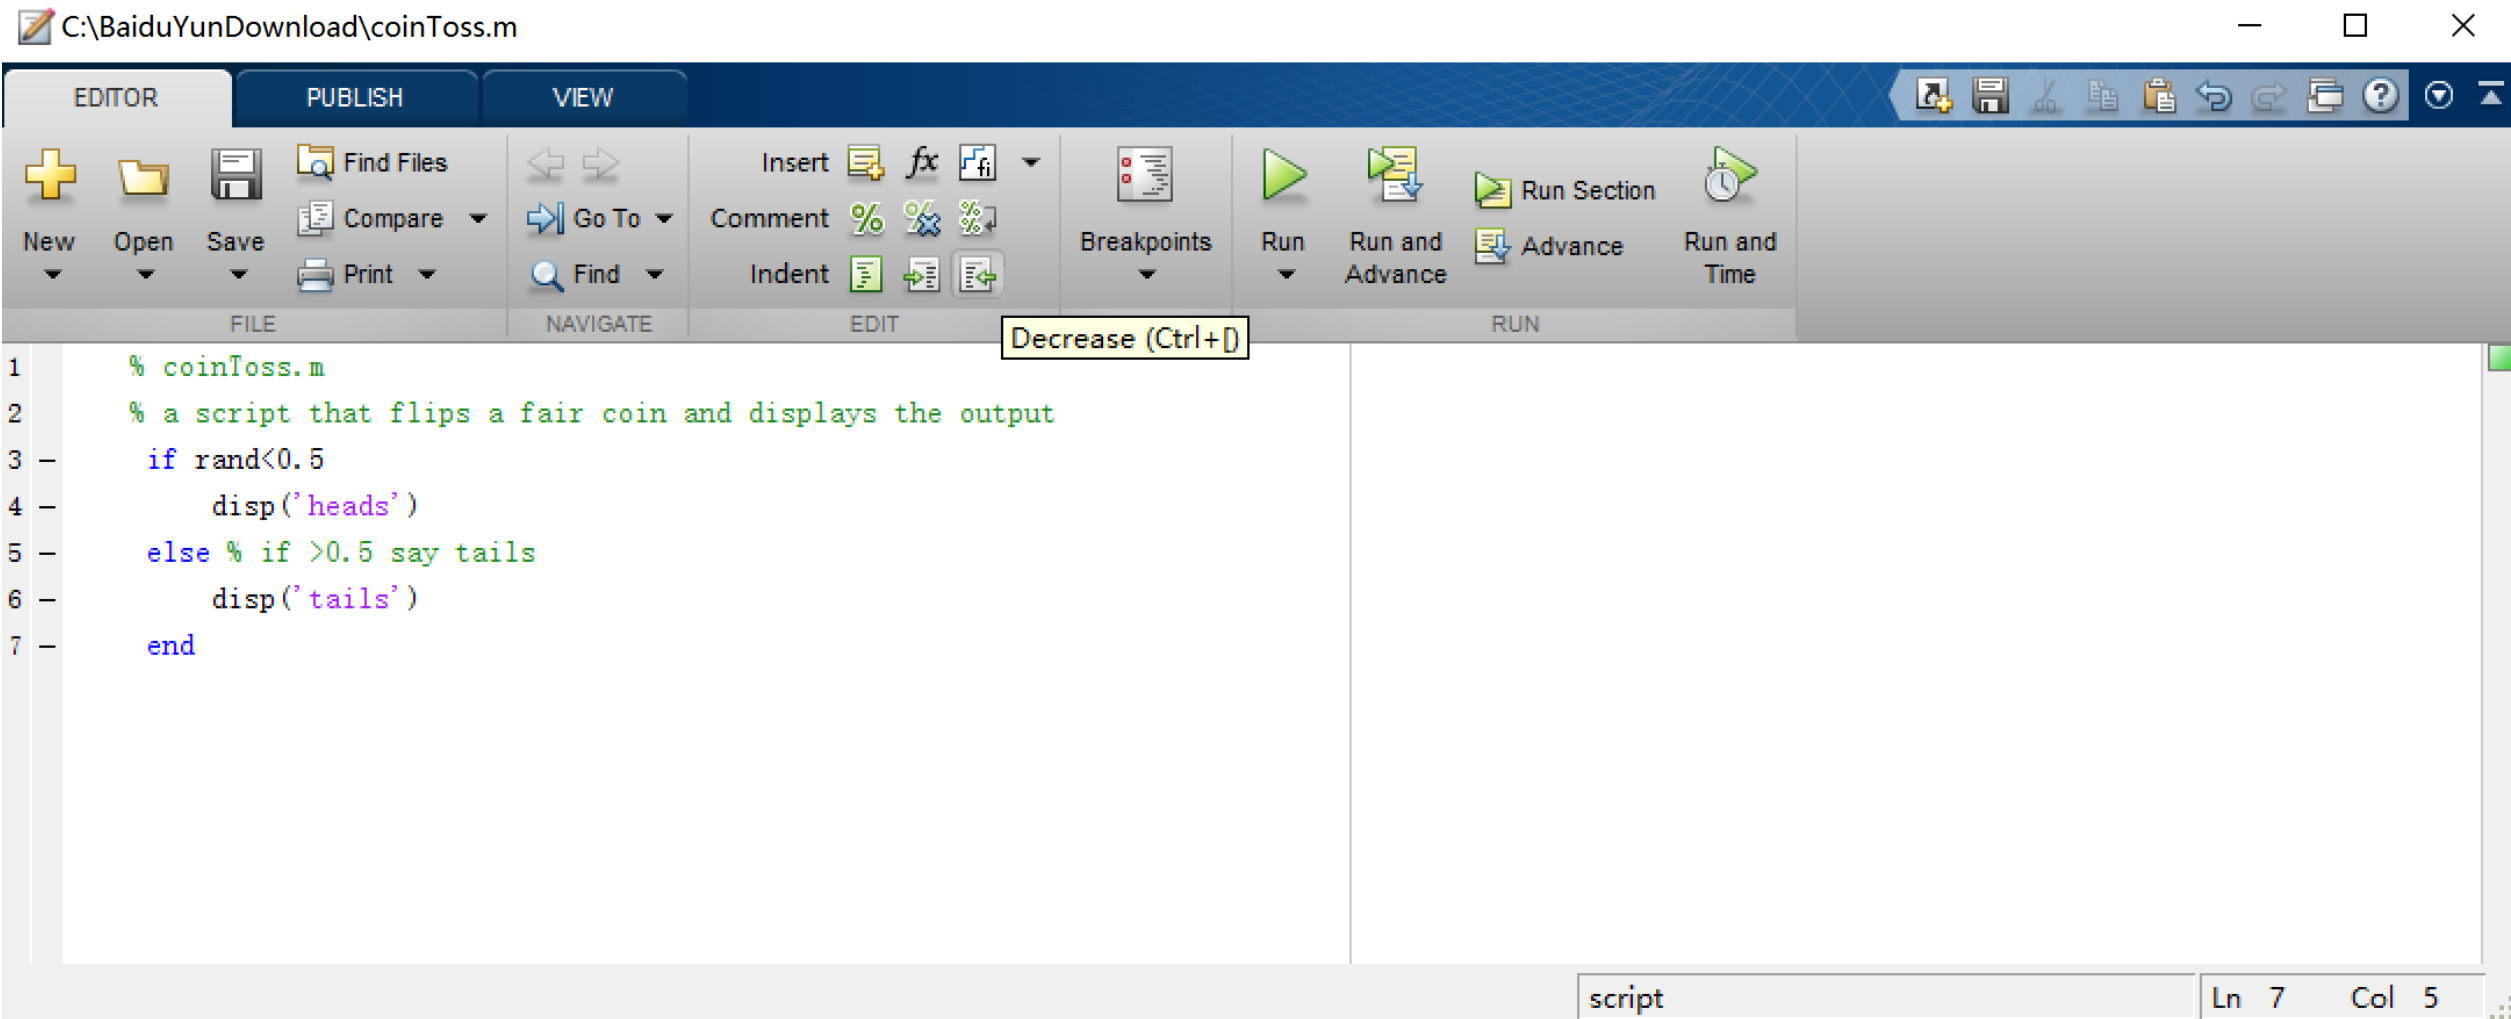 C:\BaiduYunDownload\coinToss.m
EDITOR PUBLISH VIEW
New
Open
Save
Find Files
Compare
Print
FILE
Go To
Find
NAVIGATE
Insert fx fi
Comment % % %
Indent
EDIT
Breakpoints
Run
Run and Advance
Run Section
Advance
Run and Time
RUN
Decrease (Ctrl+[)
1 % coinToss.m
2 % a script that flips a fair coin and displays the output
3 – if rand<0.5
4 – disp('heads')
5 – else % if >0.5 say tails
6 – disp('tails')
7 – end
script Ln 7 Col 5